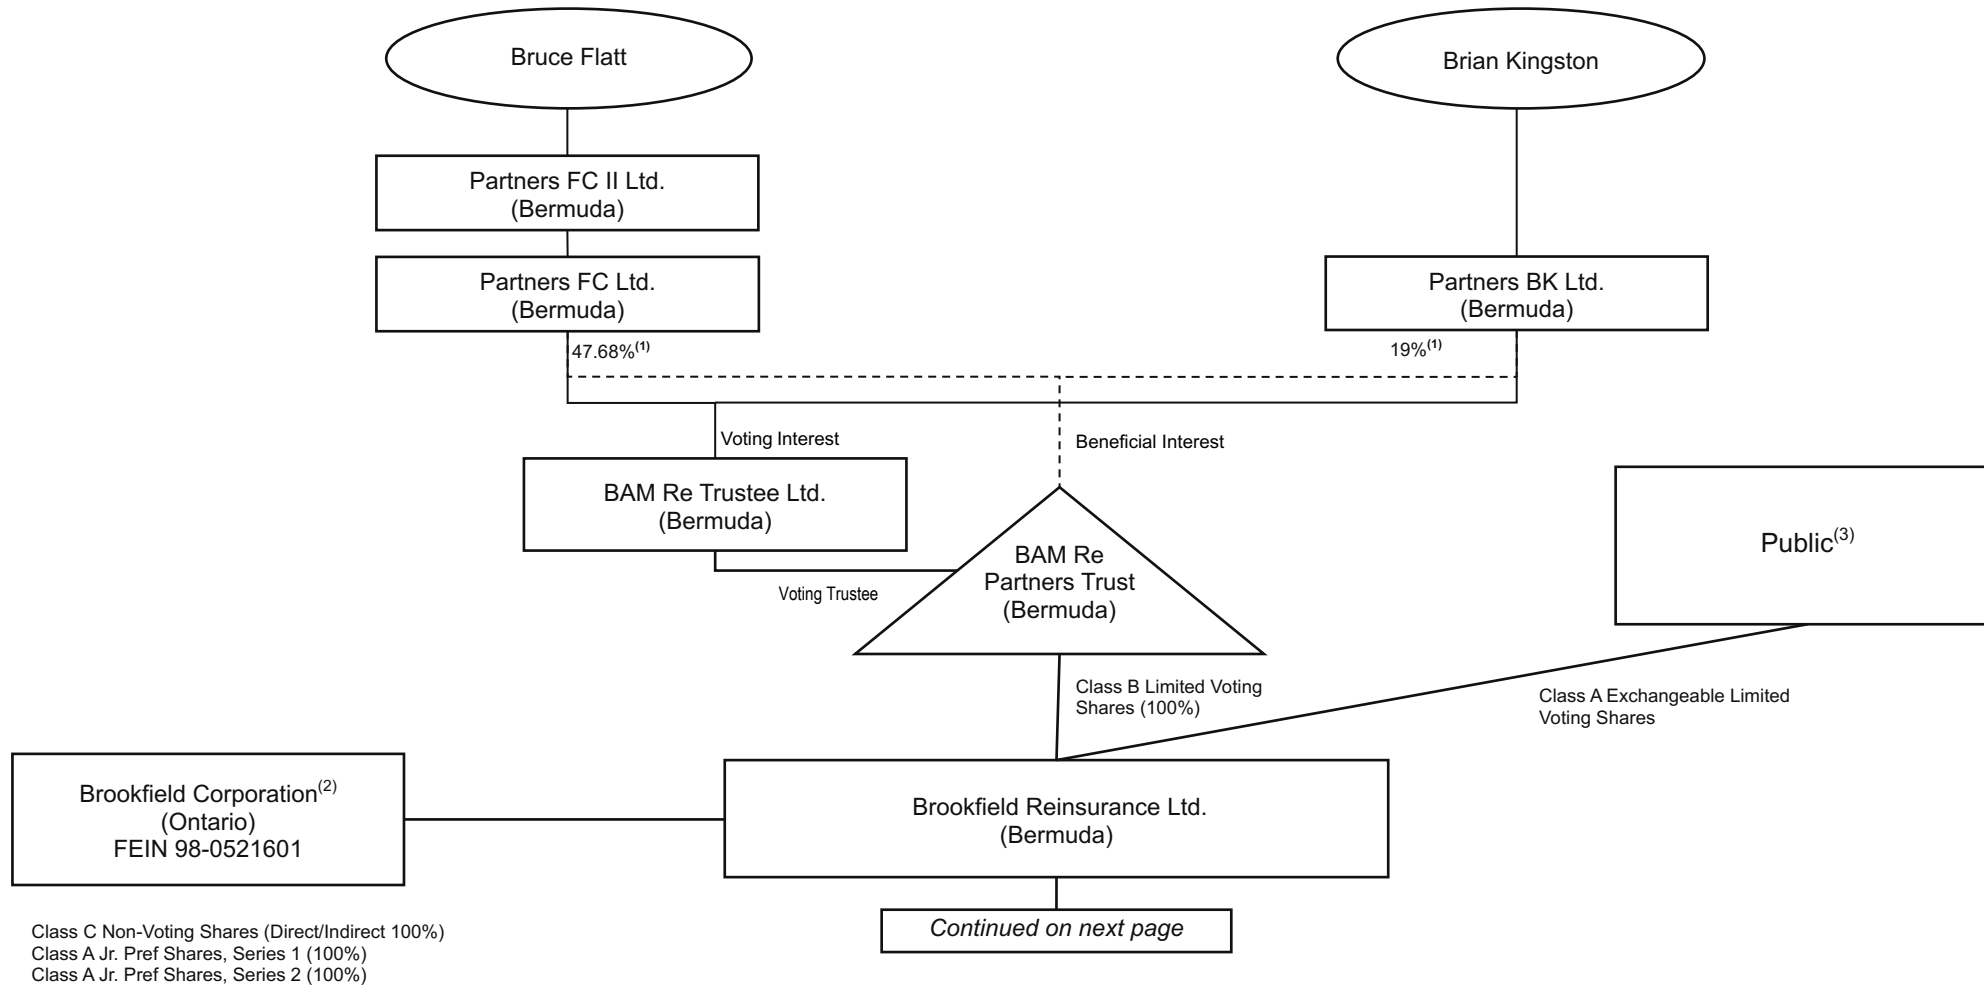 Bruce Flatt
Brian Kingston
Partners FC II Ltd.
(Bermuda)
Partners FC Ltd.
(Bermuda)
Partners BK Ltd.
(Bermuda)
47.68%(1)
19%(1)
Voting Interest
Beneficial Interest
BAM Re Trustee Ltd.
(Bermuda)
Public(3)
BAM Re
Partners Trust
(Bermuda)
Voting Trustee
Class B Limited Voting
Shares (100%)
Class A Exchangeable Limited
Voting Shares
Brookfield Corporation(2)
(Ontario)
FEIN 98-0521601
Brookfield Reinsurance Ltd.
(Bermuda)
Continued on next page
Class C Non-Voting Shares (Direct/Indirect 100%)
Class A Jr. Pref Shares, Series 1 (100%)
Class A Jr. Pref Shares, Series 2 (100%)